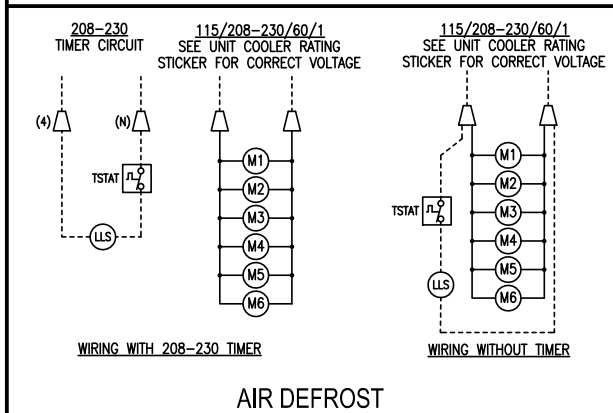 208-230
TIMER CIRCUIT
115/208-230/60/1
SEE UNIT COOLER RATING
STICKER FOR CORRECT VOLTAGE
(4)
(N)
TSTAT
LLS
M1
M2
M3
M4
M5
M6
WIRING WITH 208-230 TIMER
115/208-230/60/1
SEE UNIT COOLER RATING
STICKER FOR CORRECT VOLTAGE
TSTAT
LLS
M1
M2
M3
M4
M5
M6
WIRING WITHOUT TIMER
AIR DEFROST